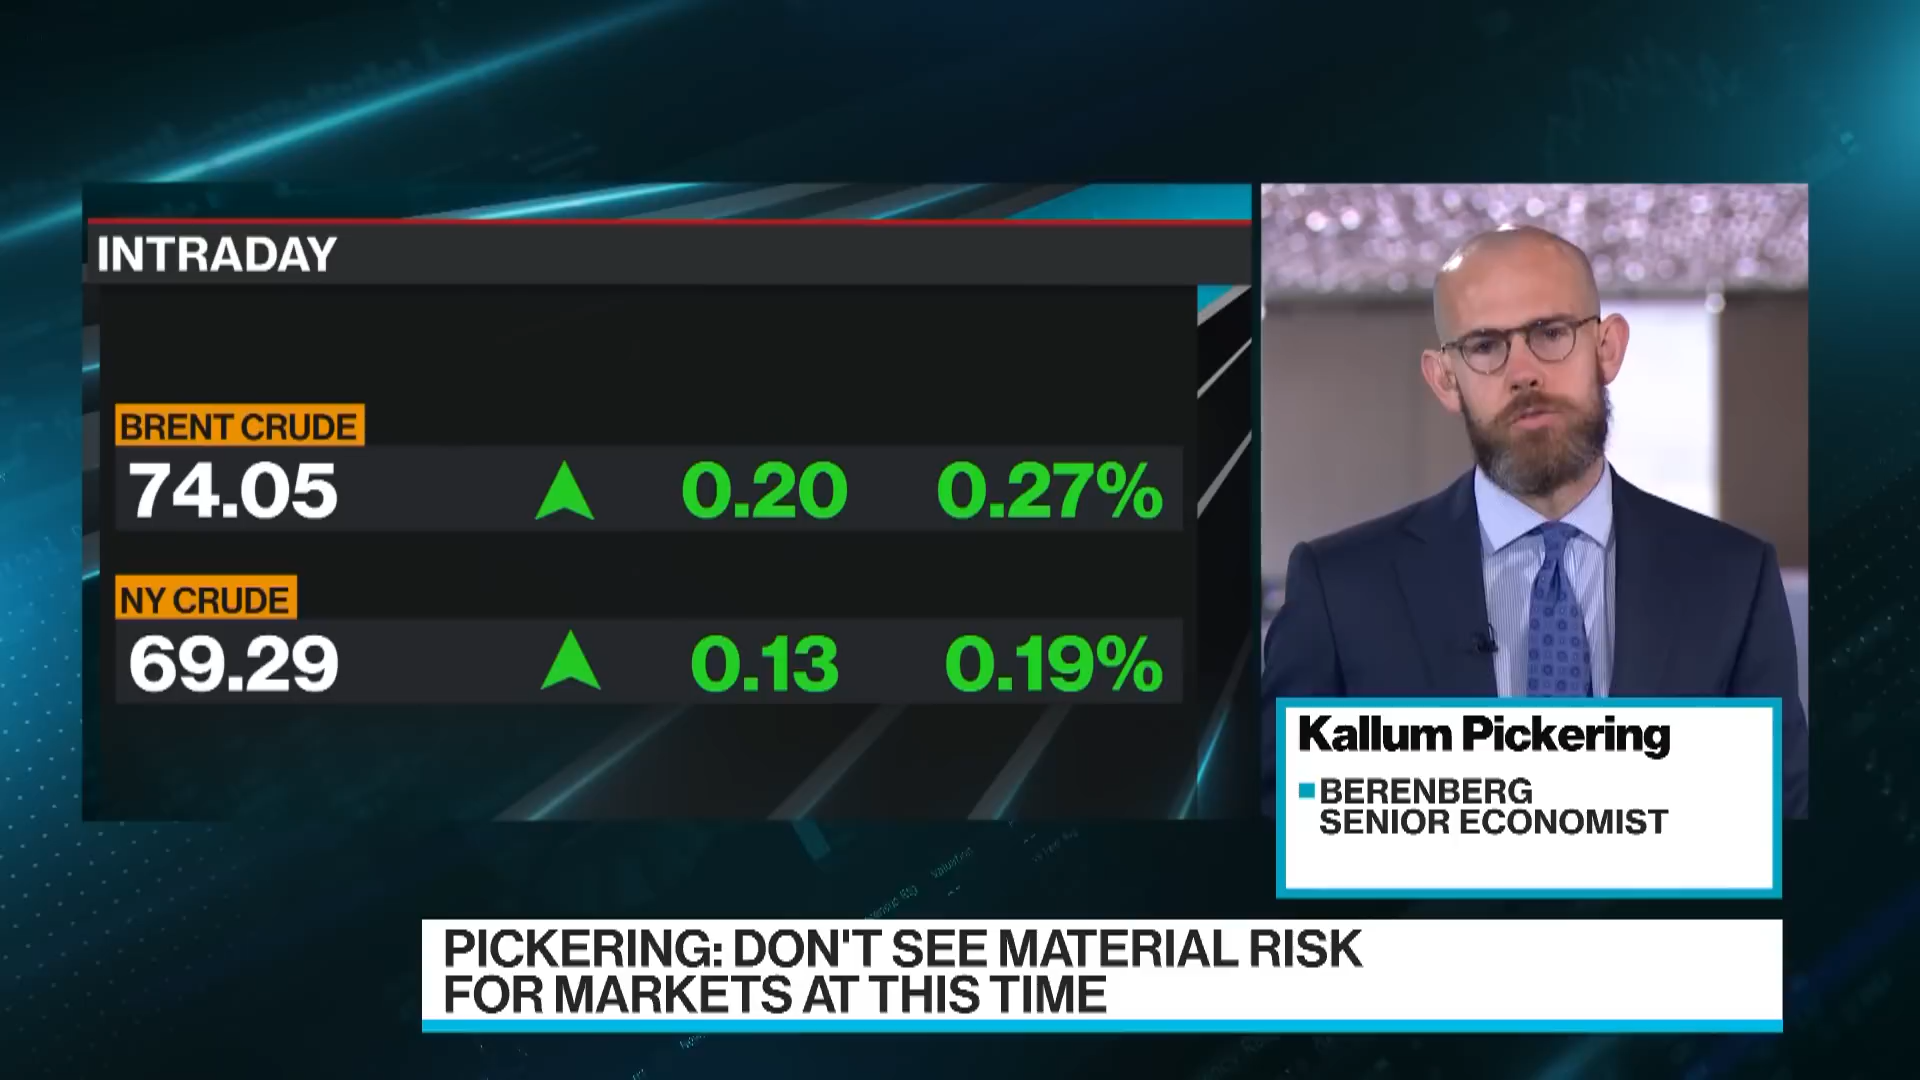 INTRADAY
BRENT CRUDE
74.05 ▲ 0.20 0.27%
NY CRUDE
69.29 ▲ 0.13 0.19%
Kallum Pickering
BERENBERG
SENIOR ECONOMIST
PICKERING: DON'T SEE MATERIAL RISK
FOR MARKETS AT THIS TIME